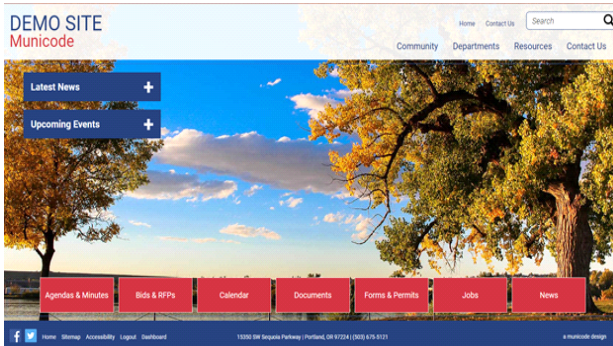 DEMO SITE
Municode
Home Contact Us Search
Community Departments Resources Contact Us
Latest News +
Upcoming Events +
Agendas & Minutes Bids & RFPs Calendar Documents Forms & Permits Jobs News
Home Sitemap Accessibility Logout Dashboard 13350 SW Sequoia Parkway | Portland, OR 97224 | (503) 675-5121 a municode design